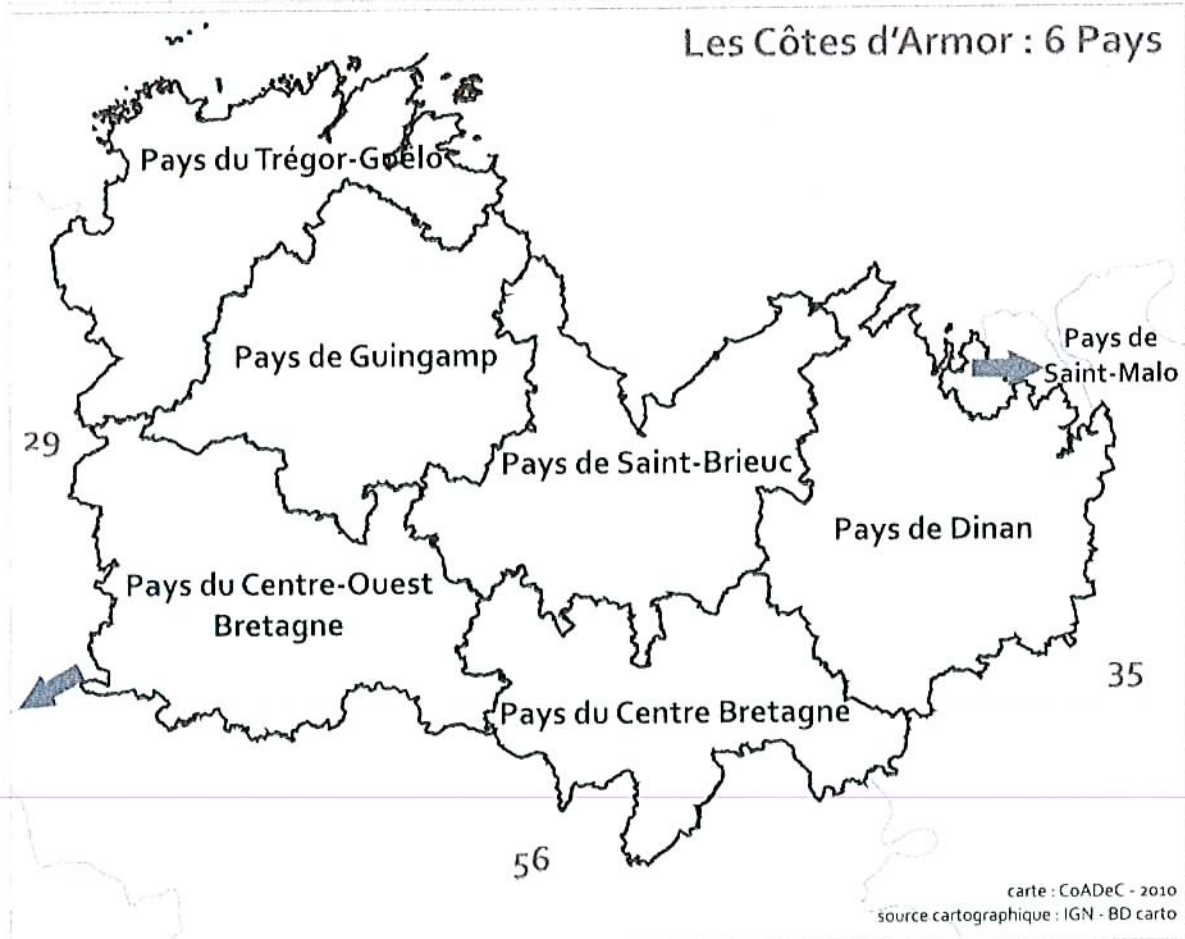 Les Côtes d'Armor : 6 Pays
Pays du Trégor-Goëlo
Pays de Guingamp
Pays de
Saint-Malo
29
Pays de Saint-Brieuc
Pays de Dinan
Pays du Centre-Ouest
Bretagne
35
Pays du Centre Bretagne
56
carte : CoADeC - 2010
source cartographique : IGN - BD carto